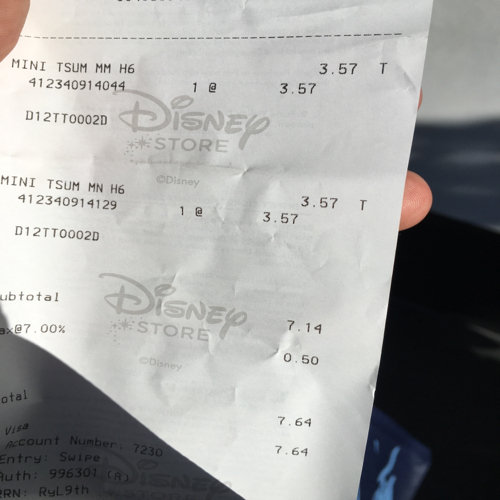 MINI TSUM MM H6 3.57 T
412340914044 1 @ 3.57
D12TT0002D
DISNEY
STORE
©Disney
MINI TSUM MN H6 3.57 T
412340914129 1 @ 3.57
D12TT0002D
DISNEY
STORE
©Disney
ubtotal 7.14
ax@7.00% 0.50
otal 7.64
Visa 7.64
Account Number: 7230
Entry: Swipe
Auth: 996301 (A)
RRN: RyL9th